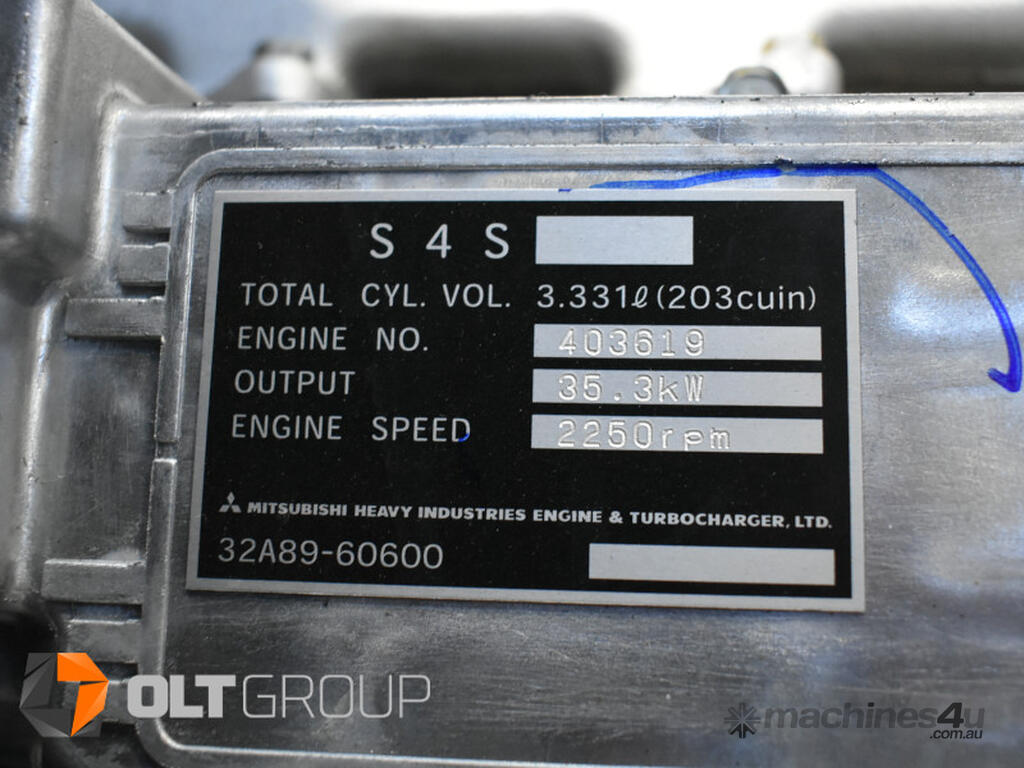 S 4 S
TOTAL CYL. VOL. 3.331ℓ(203cuin)
ENGINE NO. 403619
OUTPUT 35.3kW
ENGINE SPEED 2250rpm
MITSUBISHI HEAVY INDUSTRIES ENGINE & TURBOCHARGER, LTD.
32A89-60600
OLTGROUP
machines4u
.com.au